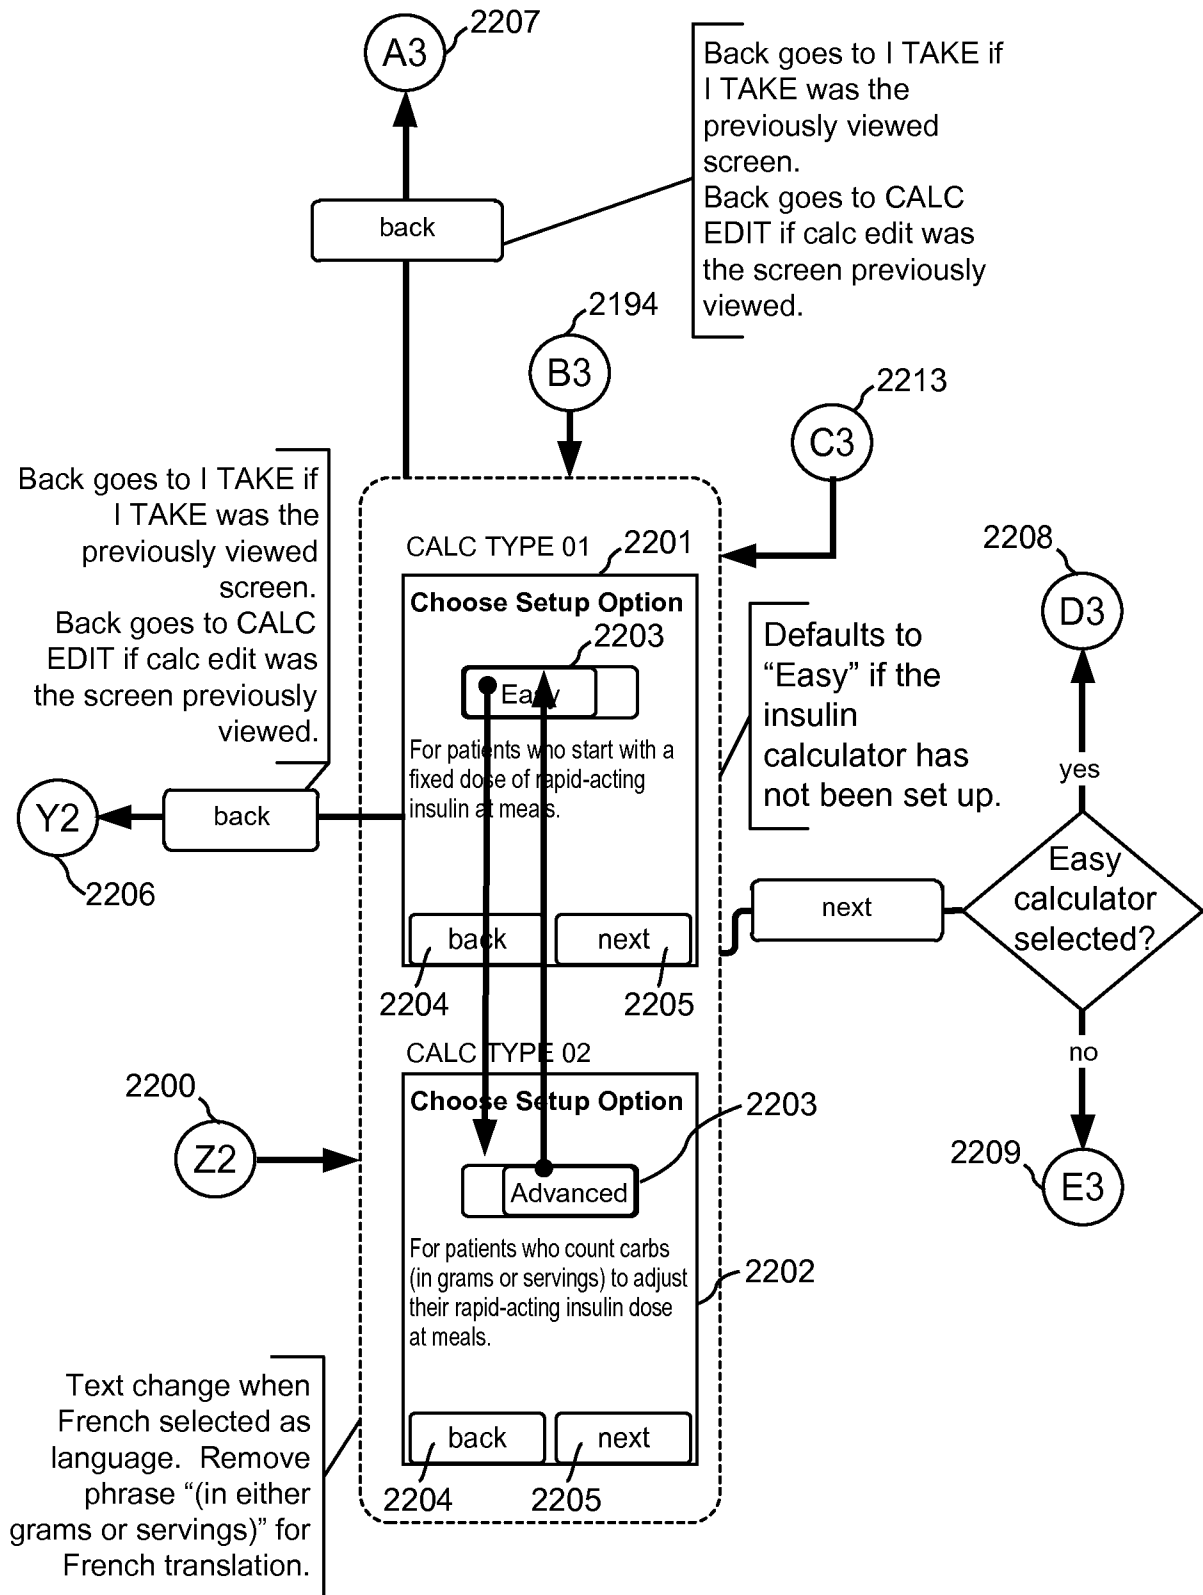 A3
2207
Back goes to I TAKE if
I TAKE was the
previously viewed
screen.
Back goes to CALC
EDIT if calc edit was
the screen previously
viewed.
back
2194
B3
2213
C3
Back goes to I TAKE if
I TAKE was the
previously viewed
screen.
Back goes to CALC
EDIT if calc edit was
the screen previously
viewed.
CALC TYPE 01
2201
Choose Setup Option
2203
Easy
For patients who start with a
fixed dose of rapid-acting
insulin at meals.
back
next
2204
2205
Defaults to
“Easy” if the
insulin
calculator has
not been set up.
2208
D3
yes
Y2
back
2206
next
Easy
calculator
selected?
no
2209
E3
CALC TYPE 02
Choose Setup Option
2203
Advanced
For patients who count carbs
(in grams or servings) to adjust
their rapid-acting insulin dose
at meals.
2202
back
next
2204
2205
2200
Z2
Text change when
French selected as
language. Remove
phrase “(in either
grams or servings)” for
French translation.